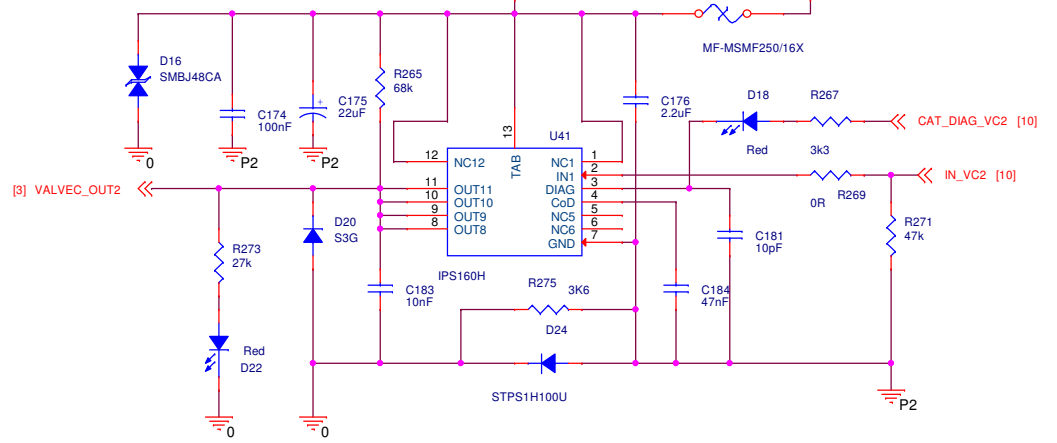 MF-MSMF250/16X
D16
SMBJ48CA
C174
100nF
C175
22uF
+
R265
68k
C176
2.2uF
D18
Red
R267
3k3
CAT_DIAG_VC2 [10]
0
P2
P2
13
U41
TAB
12
NC12
NC1
1
IN1
2
[3] VALVEC_OUT2
11
OUT11
DIAG
3
10
OUT10
CoD
4
9
OUT9
NC5
5
8
OUT8
NC6
6
GND
7
IPS160H
IN_VC2 [10]
0R
R269
R271
47k
D20
S3G
R273
27k
C181
10pF
C183
10nF
R275
3K6
C184
47nF
D24
STPS1H100U
Red
D22
0
0
P2